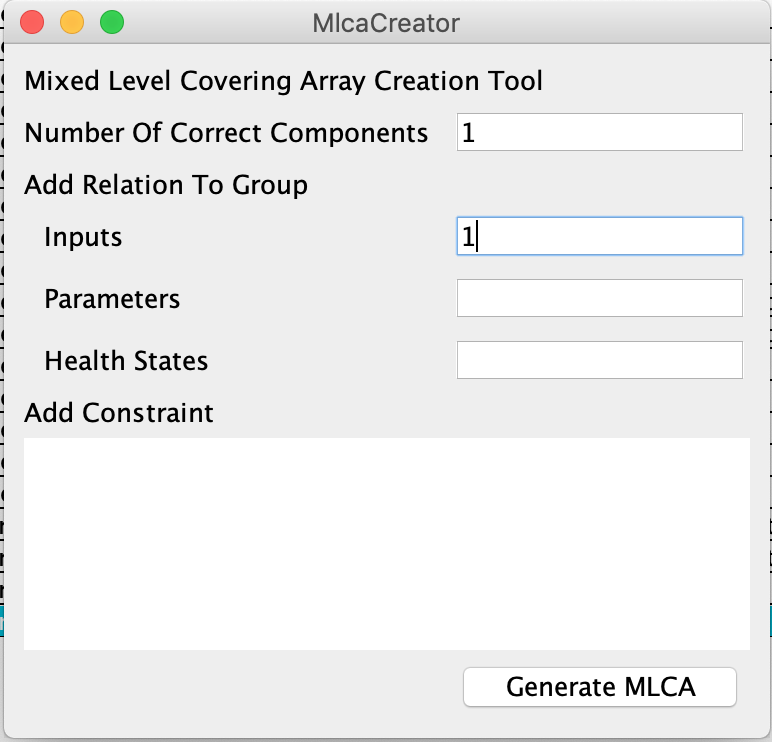 MlcaCreator
Mixed Level Covering Array Creation Tool
Number Of Correct Components 1
Add Relation To Group
Inputs 1
Parameters
Health States
Add Constraint
Generate MLCA